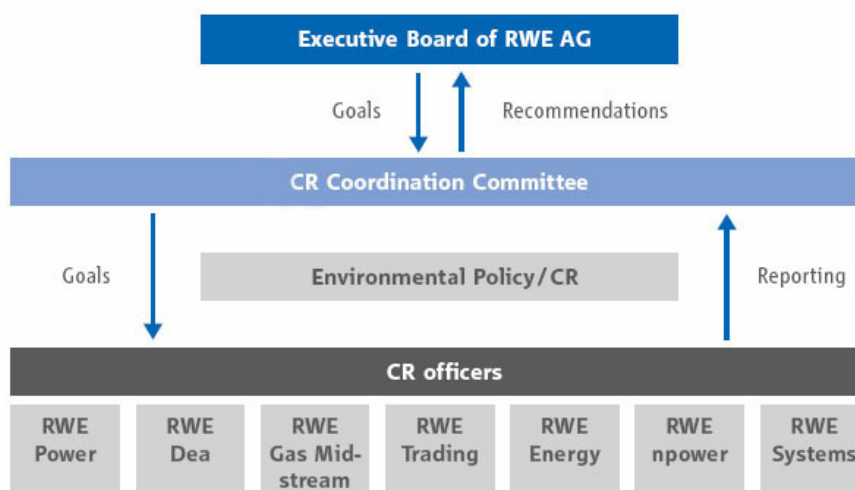 Executive Board of RWE AG
Goals
Recommendations
CR Coordination Committee
Goals
Environmental Policy/CR
Reporting
CR officers
RWE
Power
RWE
Dea
RWE
Gas Mid-
stream
RWE
Trading
RWE
Energy
RWE
npower
RWE
Systems